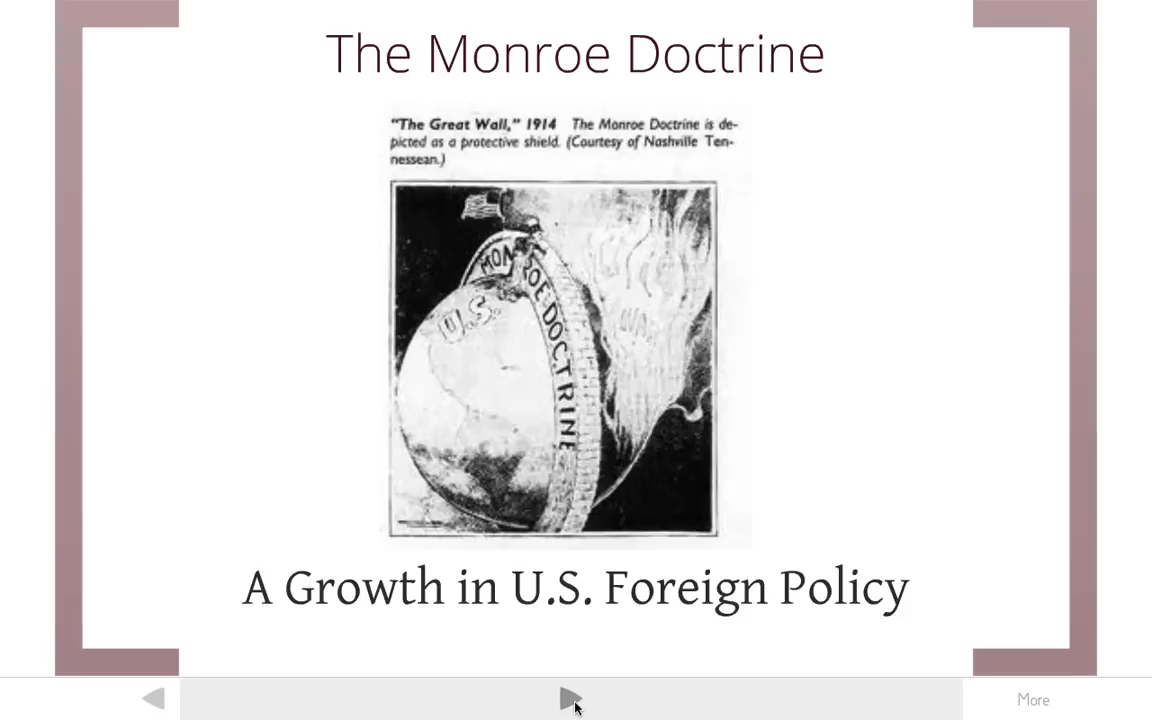 The Monroe Doctrine
"The Great Wall," 1914 The Monroe Doctrine is de-
picted as a protective shield. (Courtesy of Nashville Ten-
nessean.)
MONROE DOCTRINE
U.S.
WAR
A Growth in U.S. Foreign Policy
More